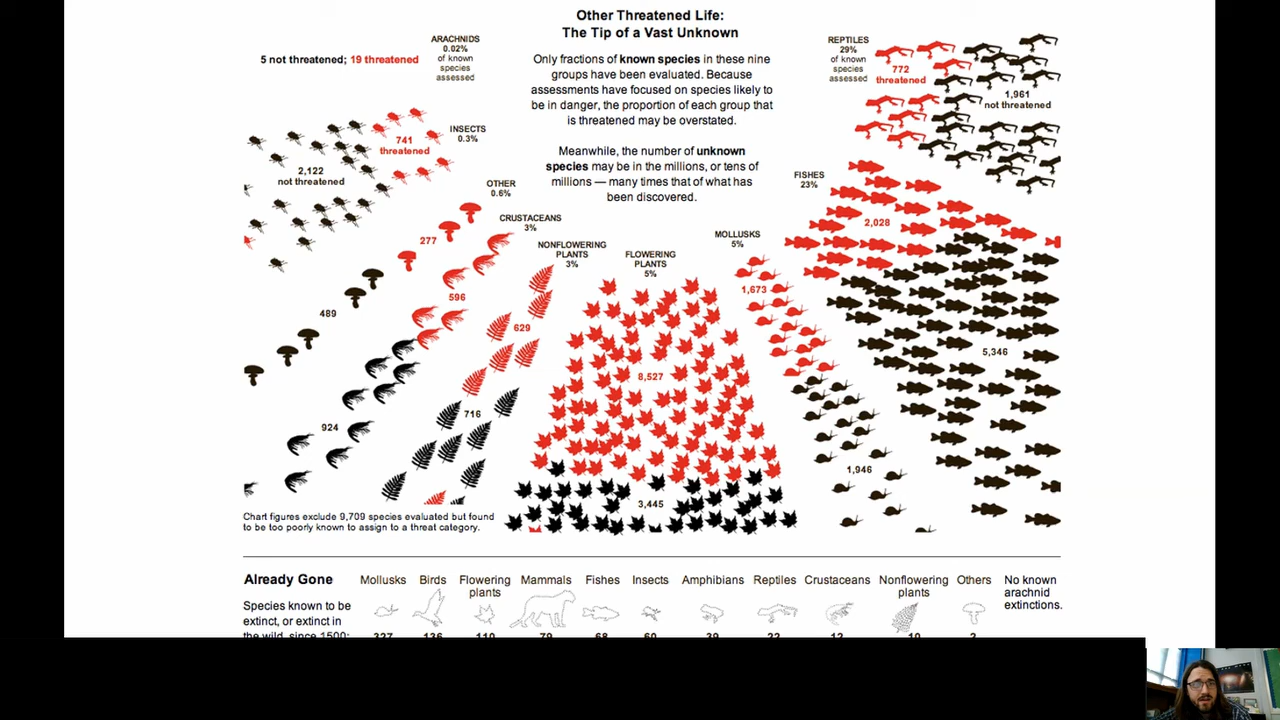 Other Threatened Life:
The Tip of a Vast Unknown
Only fractions of known species in these nine
groups have been evaluated. Because
assessments have focused on species likely to
be in danger, the proportion of each group that
is threatened may be overstated.
Meanwhile, the number of unknown
species may be in the millions, or tens of
millions — many times that of what has
been discovered.
5 not threatened; 19 threatened
ARACHNIDS
0.02%
of known
species
assessed
741
threatened
INSECTS
0.3%
2,122
not threatened
OTHER
0.6%
277
489
CRUSTACEANS
3%
596
924
NONFLOWERING
PLANTS
3%
629
716
FLOWERING
PLANTS
5%
8,527
3,445
MOLLUSKS
5%
1,673
1,946
FISHES
23%
2,028
5,346
REPTILES
29%
of known
species
assessed
772
threatened
1,961
not threatened
Chart figures exclude 9,709 species evaluated but found
to be too poorly known to assign to a threat category.
Already Gone
Species known to be
extinct, or extinct in
the wild, since 1500:
Mollusks
Birds
Flowering
plants
Mammals
Fishes
Insects
Amphibians
Reptiles
Crustaceans
Nonflowering
plants
Others
No known
arachnid
extinctions.